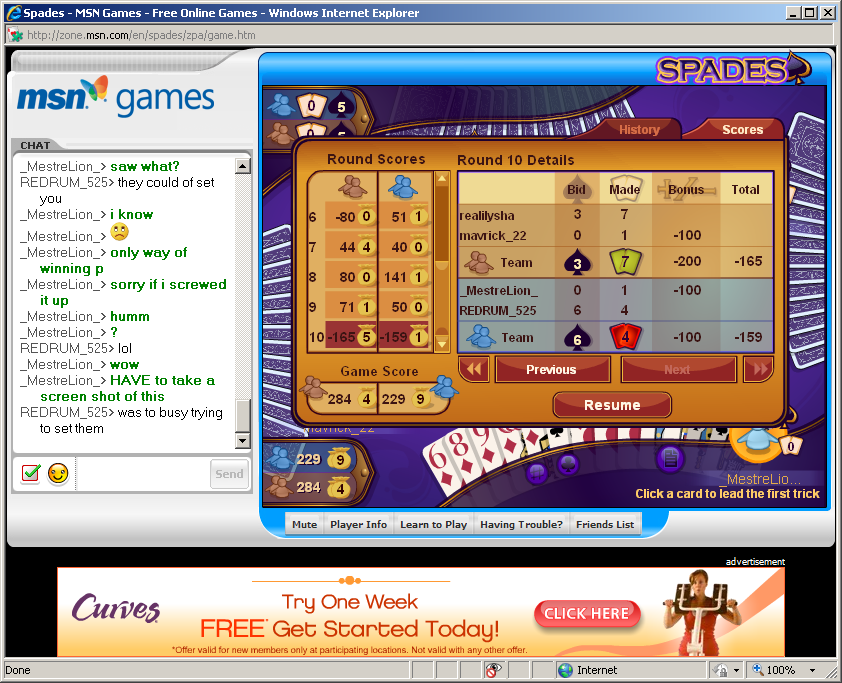 Spades - MSN Games - Free Online Games - Windows Internet Explorer
http://zone.msn.com/en/spades/zpa/game.htm
msn games
CHAT
_MestreLion_> saw what?
REDRUM_525> they could of set
you
_MestreLion_> i know
_MestreLion_>
_MestreLion_> only way of
winning p
_MestreLion_> sorry if i screwed
it up
_MestreLion_> humm
_MestreLion_> ?
REDRUM_525> lol
_MestreLion_> wow
_MestreLion_> HAVE to take a
screen shot of this
REDRUM_525> was to busy trying
to set them
Send
SPADES
0 5
0 5
History
Scores
Round Scores
6 -80 0 51 1
7 44 4 40 0
8 80 0 141 1
9 71 1 50 0
10 -165 5 -159 1
Game Score
284 4 229 9
Round 10 Details
Bid Made Bonus Total
realilysha 3 7
mavrick_22 0 1 -100
Team 3 7 -200 -165
_MestreLion_ 0 1 -100
REDRUM_525 6 4
Team 6 4 -100 -159
Previous
Next
Resume
mavrick_22
229 9
284 4
6 8 9
0
_MestreLio...
Click a card to lead the first trick
Mute
Player Info
Learn to Play
Having Trouble?
Friends List
advertisement
Curves
Try One Week
FREE* Get Started Today!
*Offer valid for new members only at participating locations. Not valid with any other offer.
CLICK HERE
Done
Internet
100%